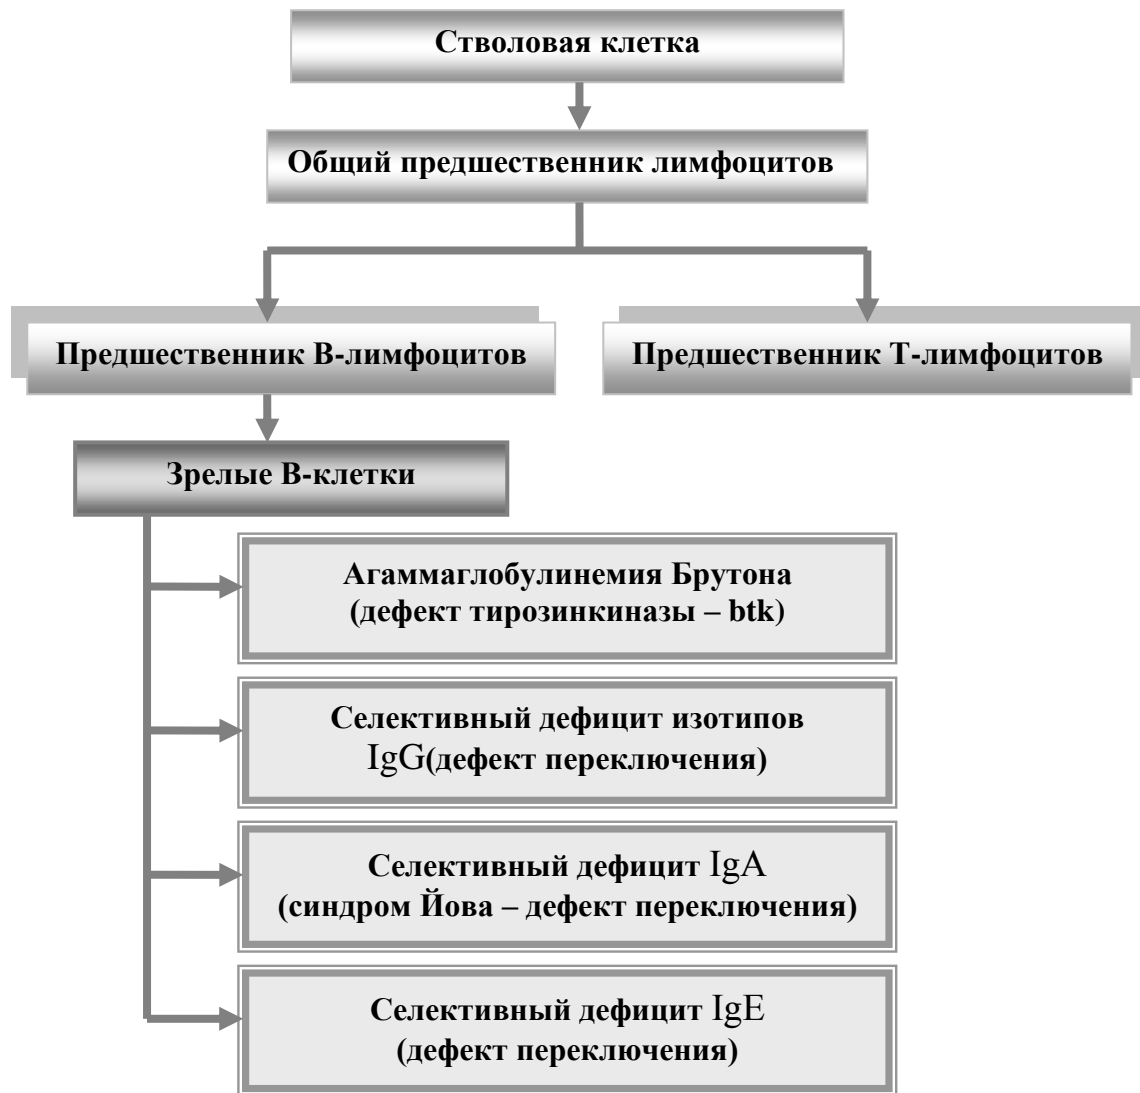 Стволовая клетка
Общий предшественник лимфоцитов
Предшественник В-лимфоцитов
Предшественник Т-лимфоцитов
Зрелые В-клетки
Агаммаглобулинемия Брутона
(дефект тирозинкиназы – btk)
Селективный дефицит изотипов
IgG(дефект переключения)
Селективный дефицит IgA
(синдром Йова – дефект переключения)
Селективный дефицит IgE
(дефект переключения)